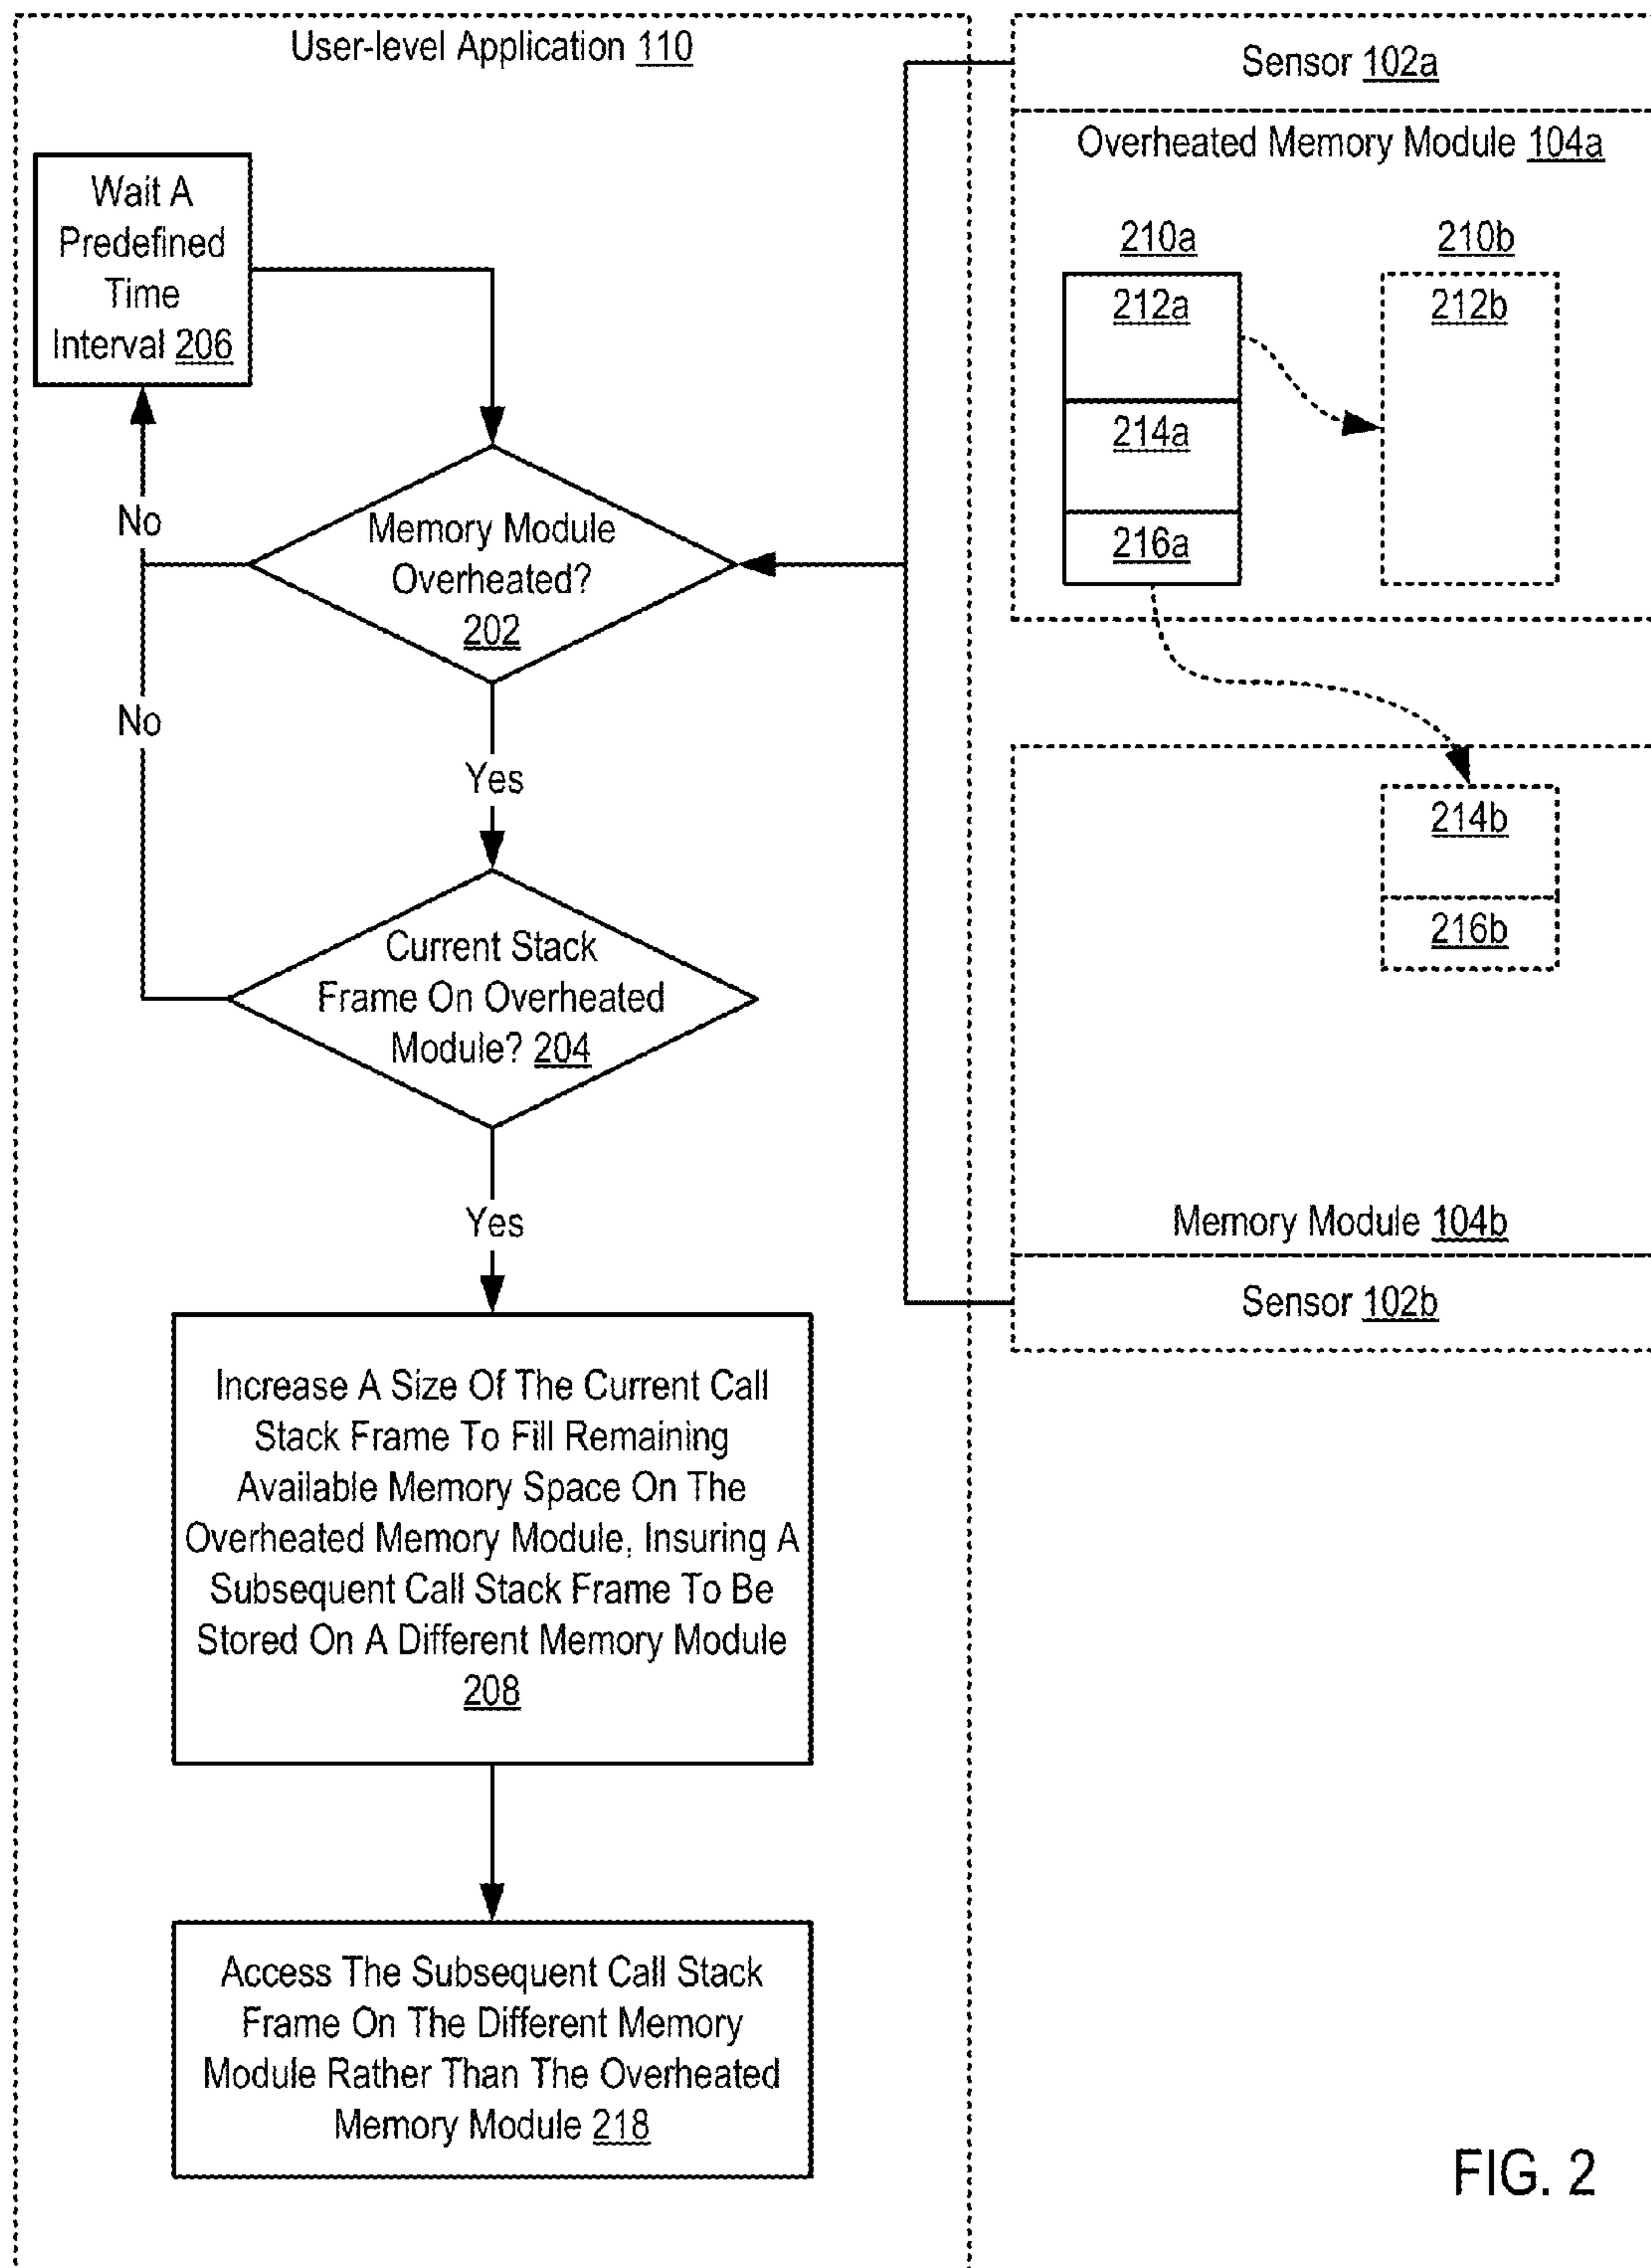 User-level Application 110
Wait A
Predefined
Time
Interval 206
No
Memory Module
Overheated?
202
No
Yes
Current Stack
Frame On Overheated
Module? 204
Yes
Increase A Size Of The Current Call
Stack Frame To Fill Remaining
Available Memory Space On The
Overheated Memory Module, Insuring A
Subsequent Call Stack Frame To Be
Stored On A Different Memory Module
208
Access The Subsequent Call Stack
Frame On The Different Memory
Module Rather Than The Overheated
Memory Module 218
Sensor 102a
Overheated Memory Module 104a
210a
210b
212a
212b
214a
216a
214b
216b
Memory Module 104b
Sensor 102b
FIG. 2